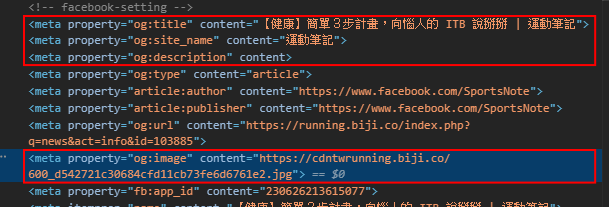 <!-- facebook-setting -->
<meta property="og:title" content="【健康】簡單３步計畫，向惱人的 ITB 說掰掰 | 運動筆記">
<meta property="og:site_name" content="運動筆記">
<meta property="og:description" content>
<meta property="og:type" content="article">
<meta property="article:author" content="https://www.facebook.com/SportsNote">
<meta property="article:publisher" content="https://www.facebook.com/SportsNote">
<meta property="og:url" content="https://running.biji.co/index.php?
q=news&act=info&id=103885">
<meta property="og:image" content="https://cdntwrunning.biji.co/
600_d542721c30684cfd11cb73fe6d6761e2.jpg"> == $0
<meta property="fb:app_id" content="230626213615077">